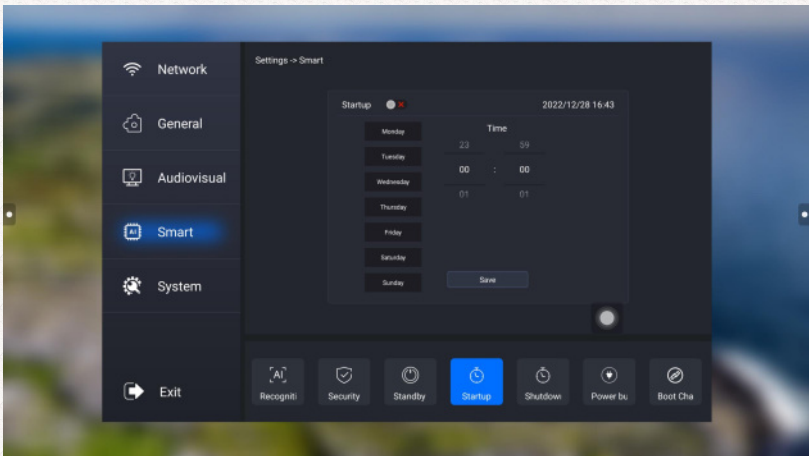 Network
General
Audiovisual
Smart
System
Exit
Settings -> Smart
Startup
2022/12/28 16:43
Monday
Tuesday
Wednesday
Thursday
Friday
Saturday
Sunday
Time
23 59
00 : 00
01 01
Save
[AI]
Recogniti
Security
Standby
Startup
Shutdowi
Power bu
Boot Cha